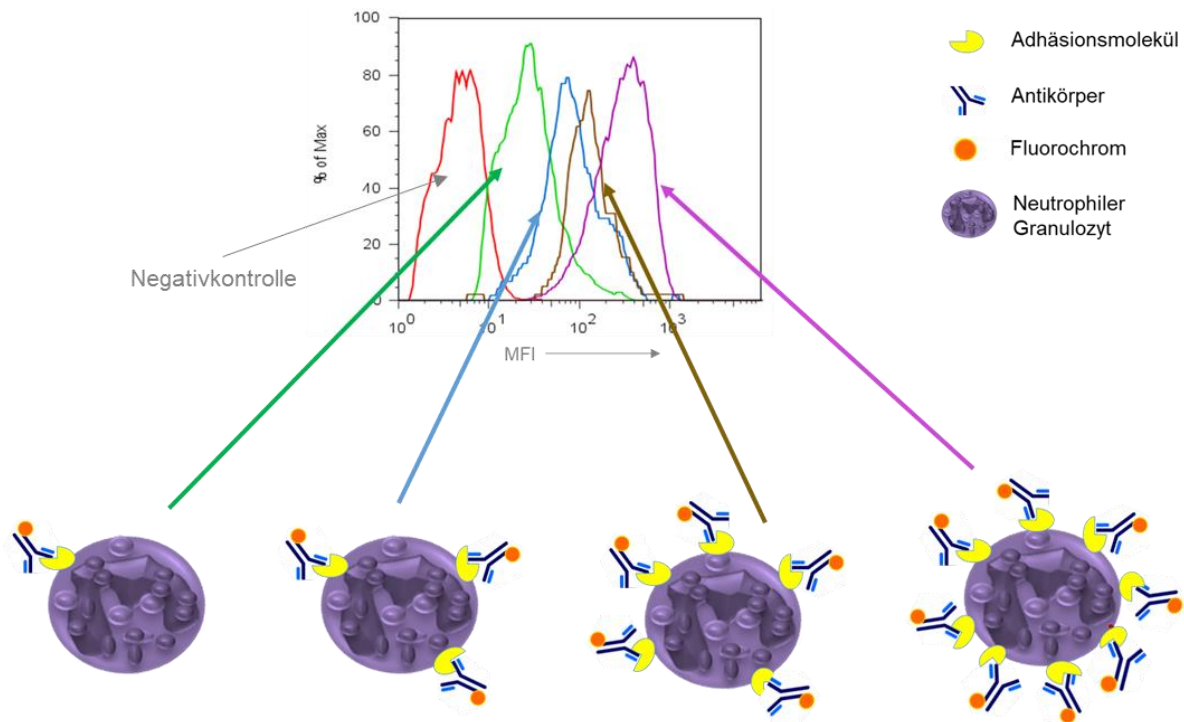 100
80
60
40
20
0
% of Max
10⁰
10¹
10²
10³
MFI
Negativkontrolle
Adhäsionsmolekül
Antikörper
Fluorochrom
Neutrophiler
Granulozyt